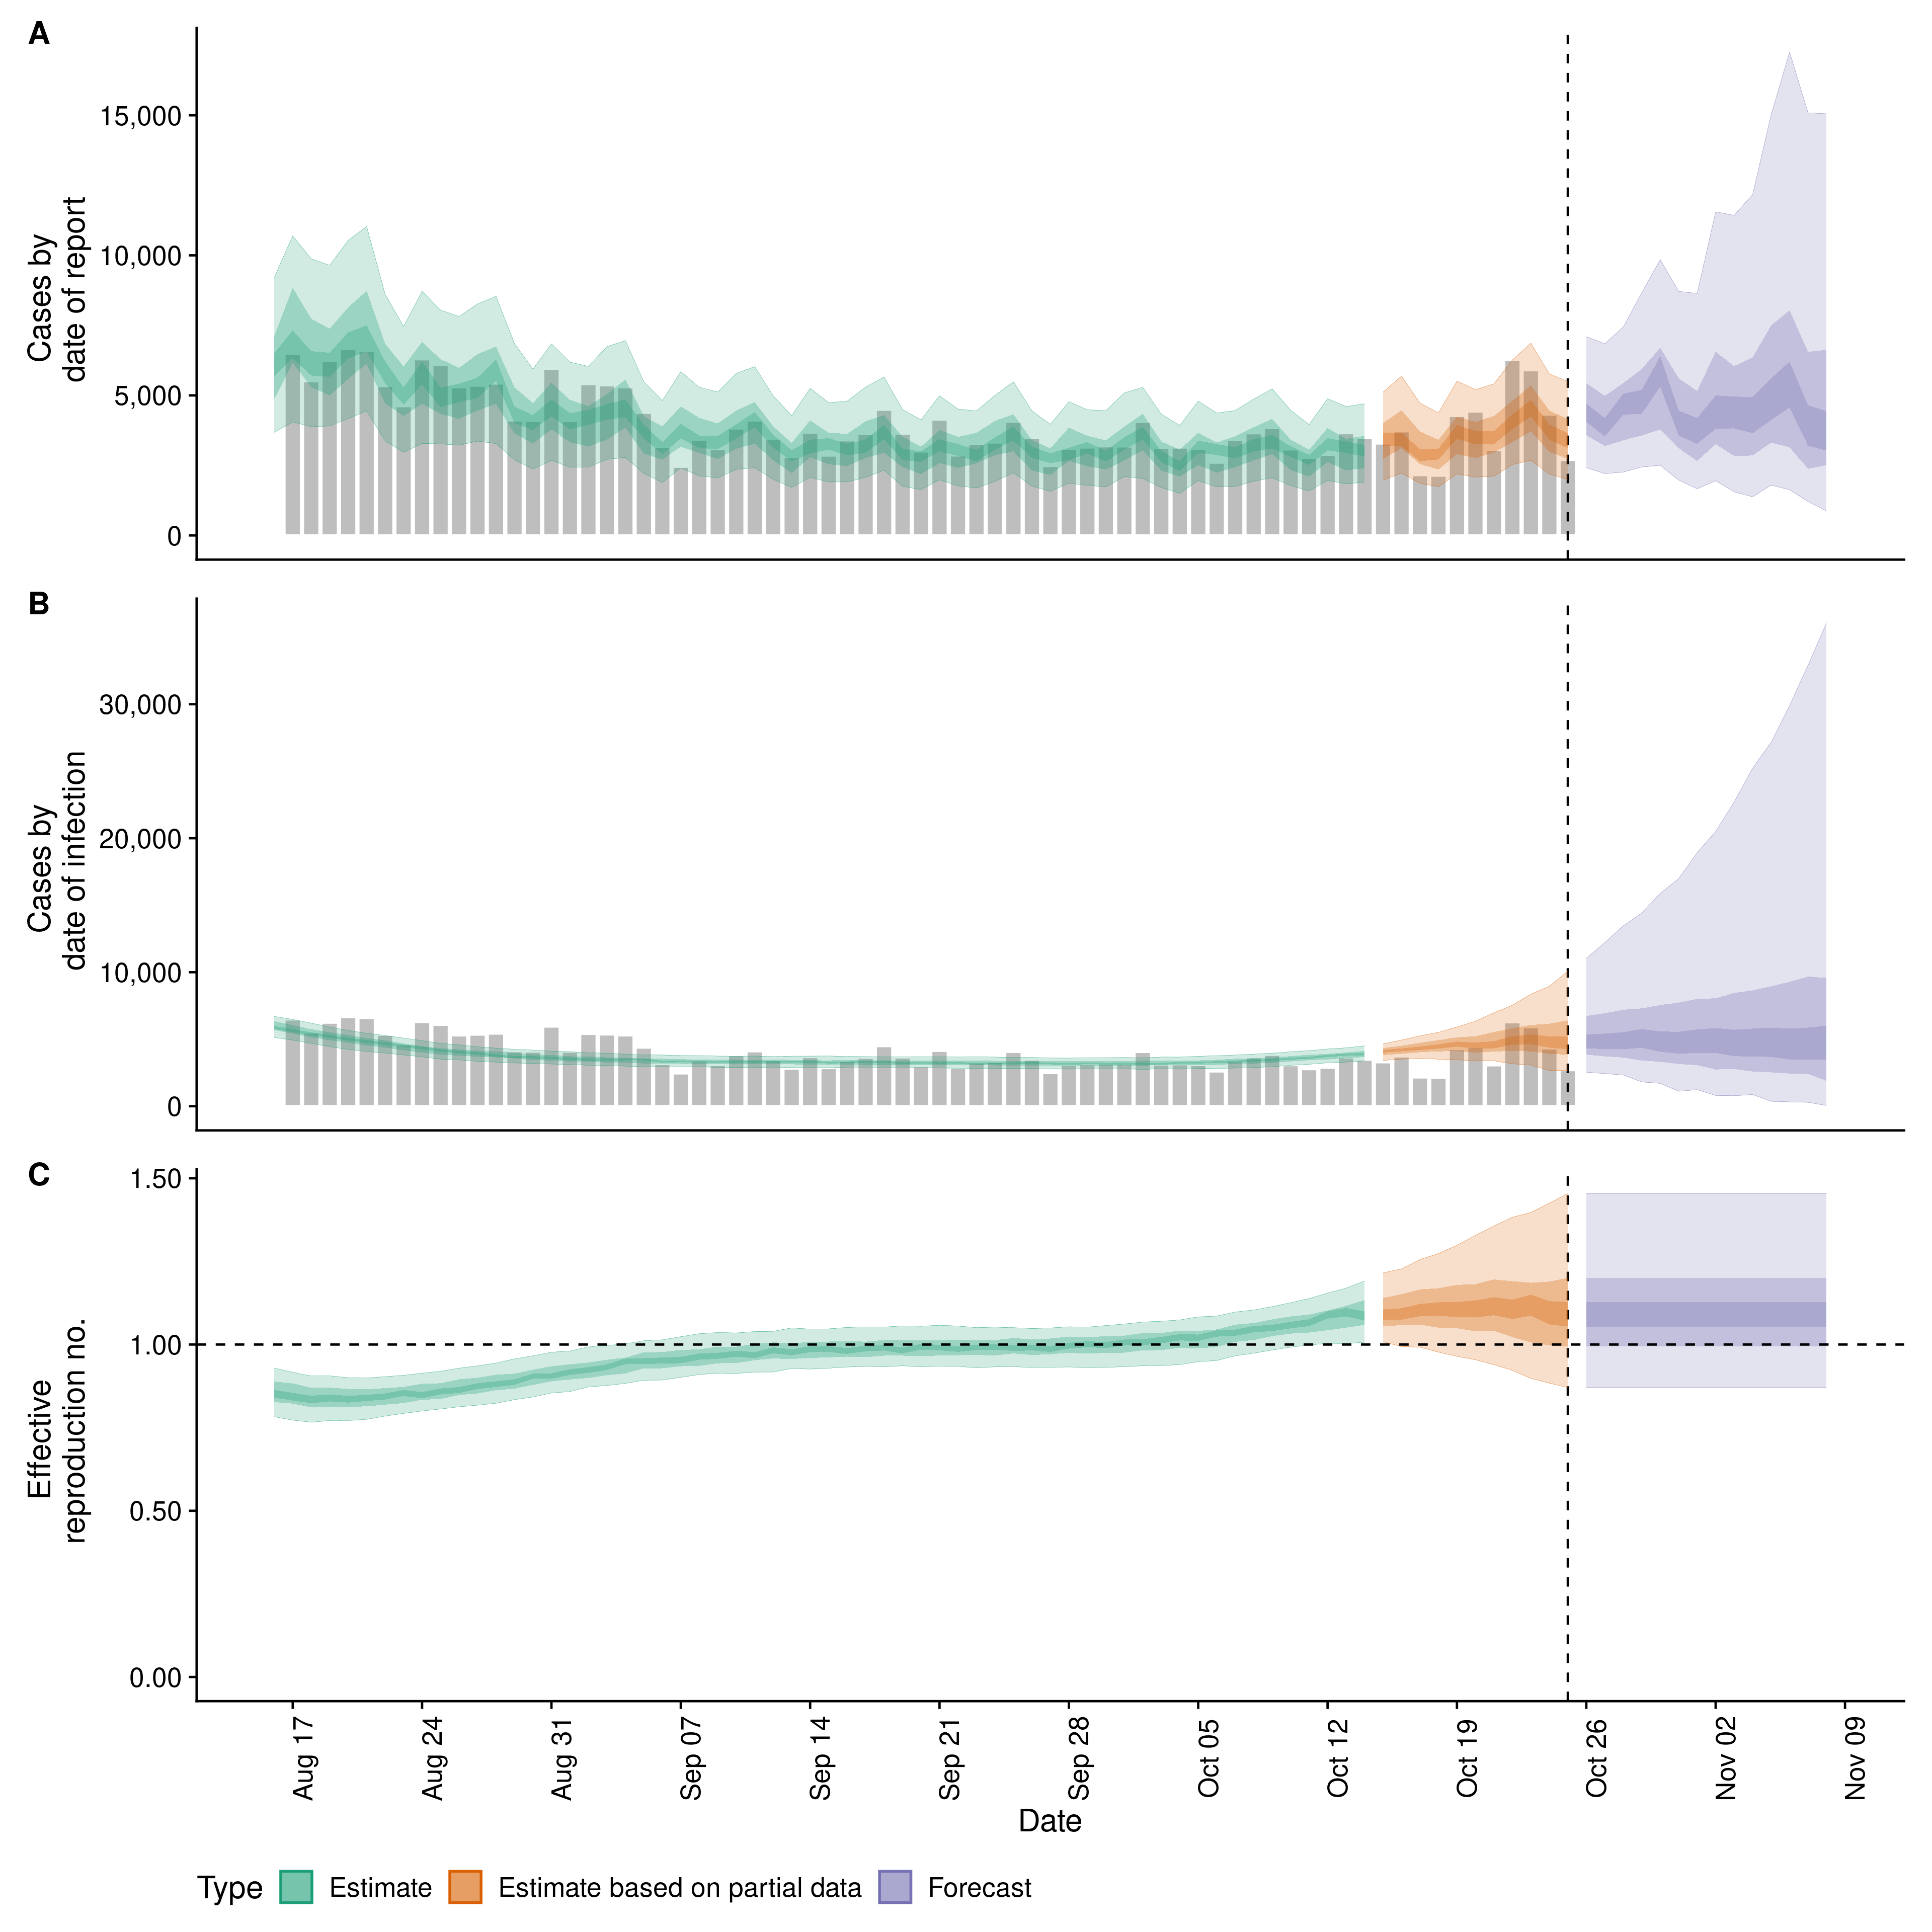 A
Cases by
date of report
15,000
10,000
5,000
0
B
Cases by
date of infection
30,000
20,000
10,000
0
C
Effective
reproduction no.
1.50
1.00
0.50
0.00
Aug 17
Aug 24
Aug 31
Sep 07
Sep 14
Sep 21
Sep 28
Oct 05
Oct 12
Oct 19
Oct 26
Nov 02
Nov 09
Date
Type Estimate Estimate based on partial data Forecast